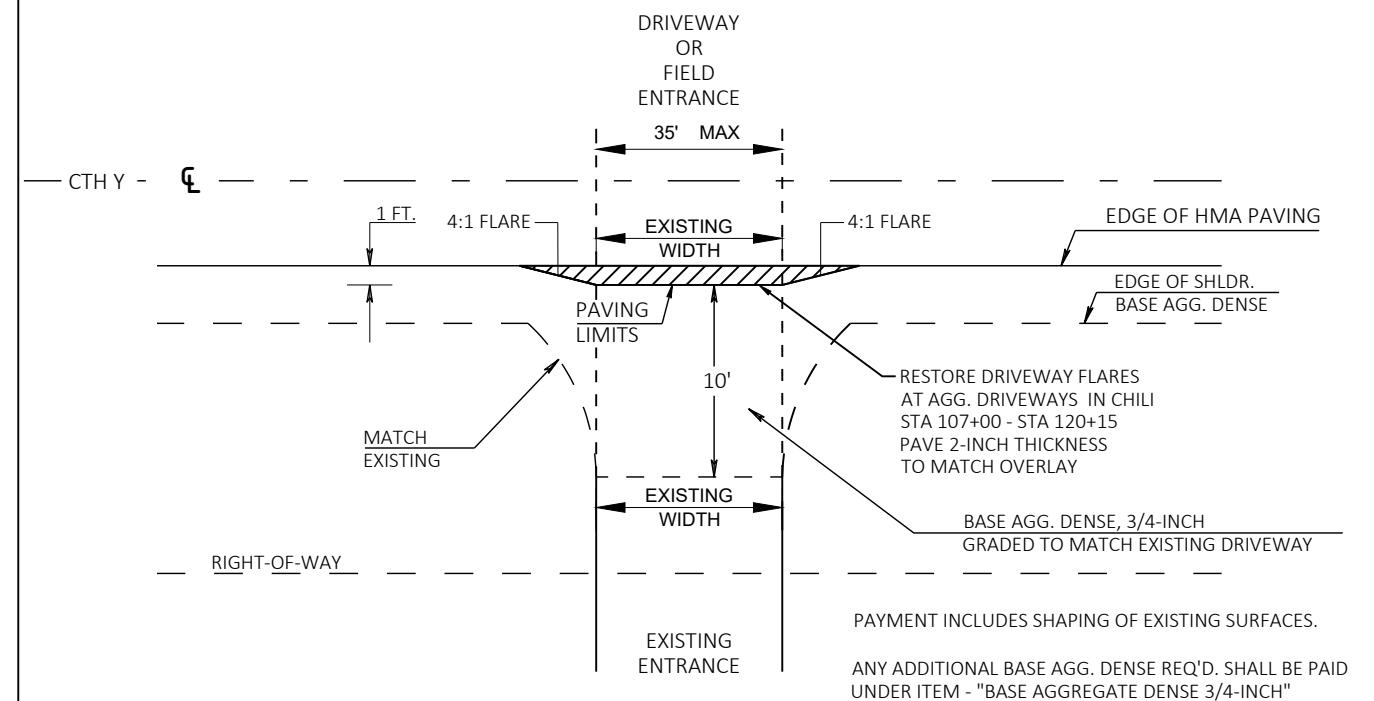 DRIVEWAY
OR
FIELD
ENTRANCE
35' MAX
CTH Y
℄
1 FT.
4:1 FLARE
EXISTING
WIDTH
4:1 FLARE
EDGE OF HMA PAVING
EDGE OF SHLDR.
BASE AGG. DENSE
PAVING
LIMITS
10'
RESTORE DRIVEWAY FLARES
AT AGG. DRIVEWAYS IN CHILI
STA 107+00 - STA 120+15
PAVE 2-INCH THICKNESS
TO MATCH OVERLAY
MATCH
EXISTING
EXISTING
WIDTH
BASE AGG. DENSE, 3/4-INCH
GRADED TO MATCH EXISTING DRIVEWAY
RIGHT-OF-WAY
EXISTING
ENTRANCE
PAYMENT INCLUDES SHAPING OF EXISTING SURFACES.
ANY ADDITIONAL BASE AGG. DENSE REQ'D. SHALL BE PAID
UNDER ITEM - "BASE AGGREGATE DENSE 3/4-INCH"